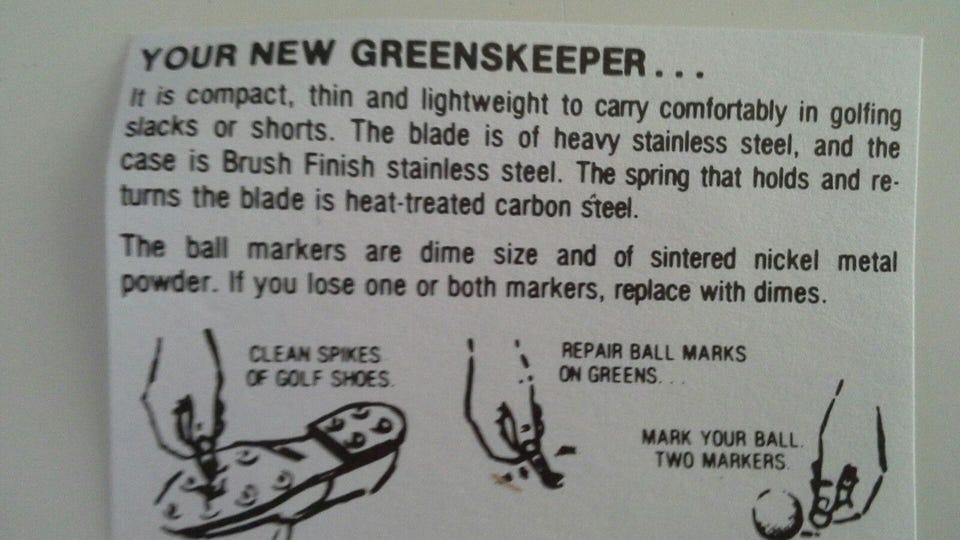 YOUR NEW GREENSKEEPER...
It is compact, thin and lightweight to carry comfortably in golfing
slacks or shorts. The blade is of heavy stainless steel, and the
case is Brush Finish stainless steel. The spring that holds and re-
turns the blade is heat-treated carbon steel.
The ball markers are dime size and of sintered nickel metal
powder. If you lose one or both markers, replace with dimes.
CLEAN SPIKES
OF GOLF SHOES.
REPAIR BALL MARKS
ON GREENS...
MARK YOUR BALL.
TWO MARKERS.